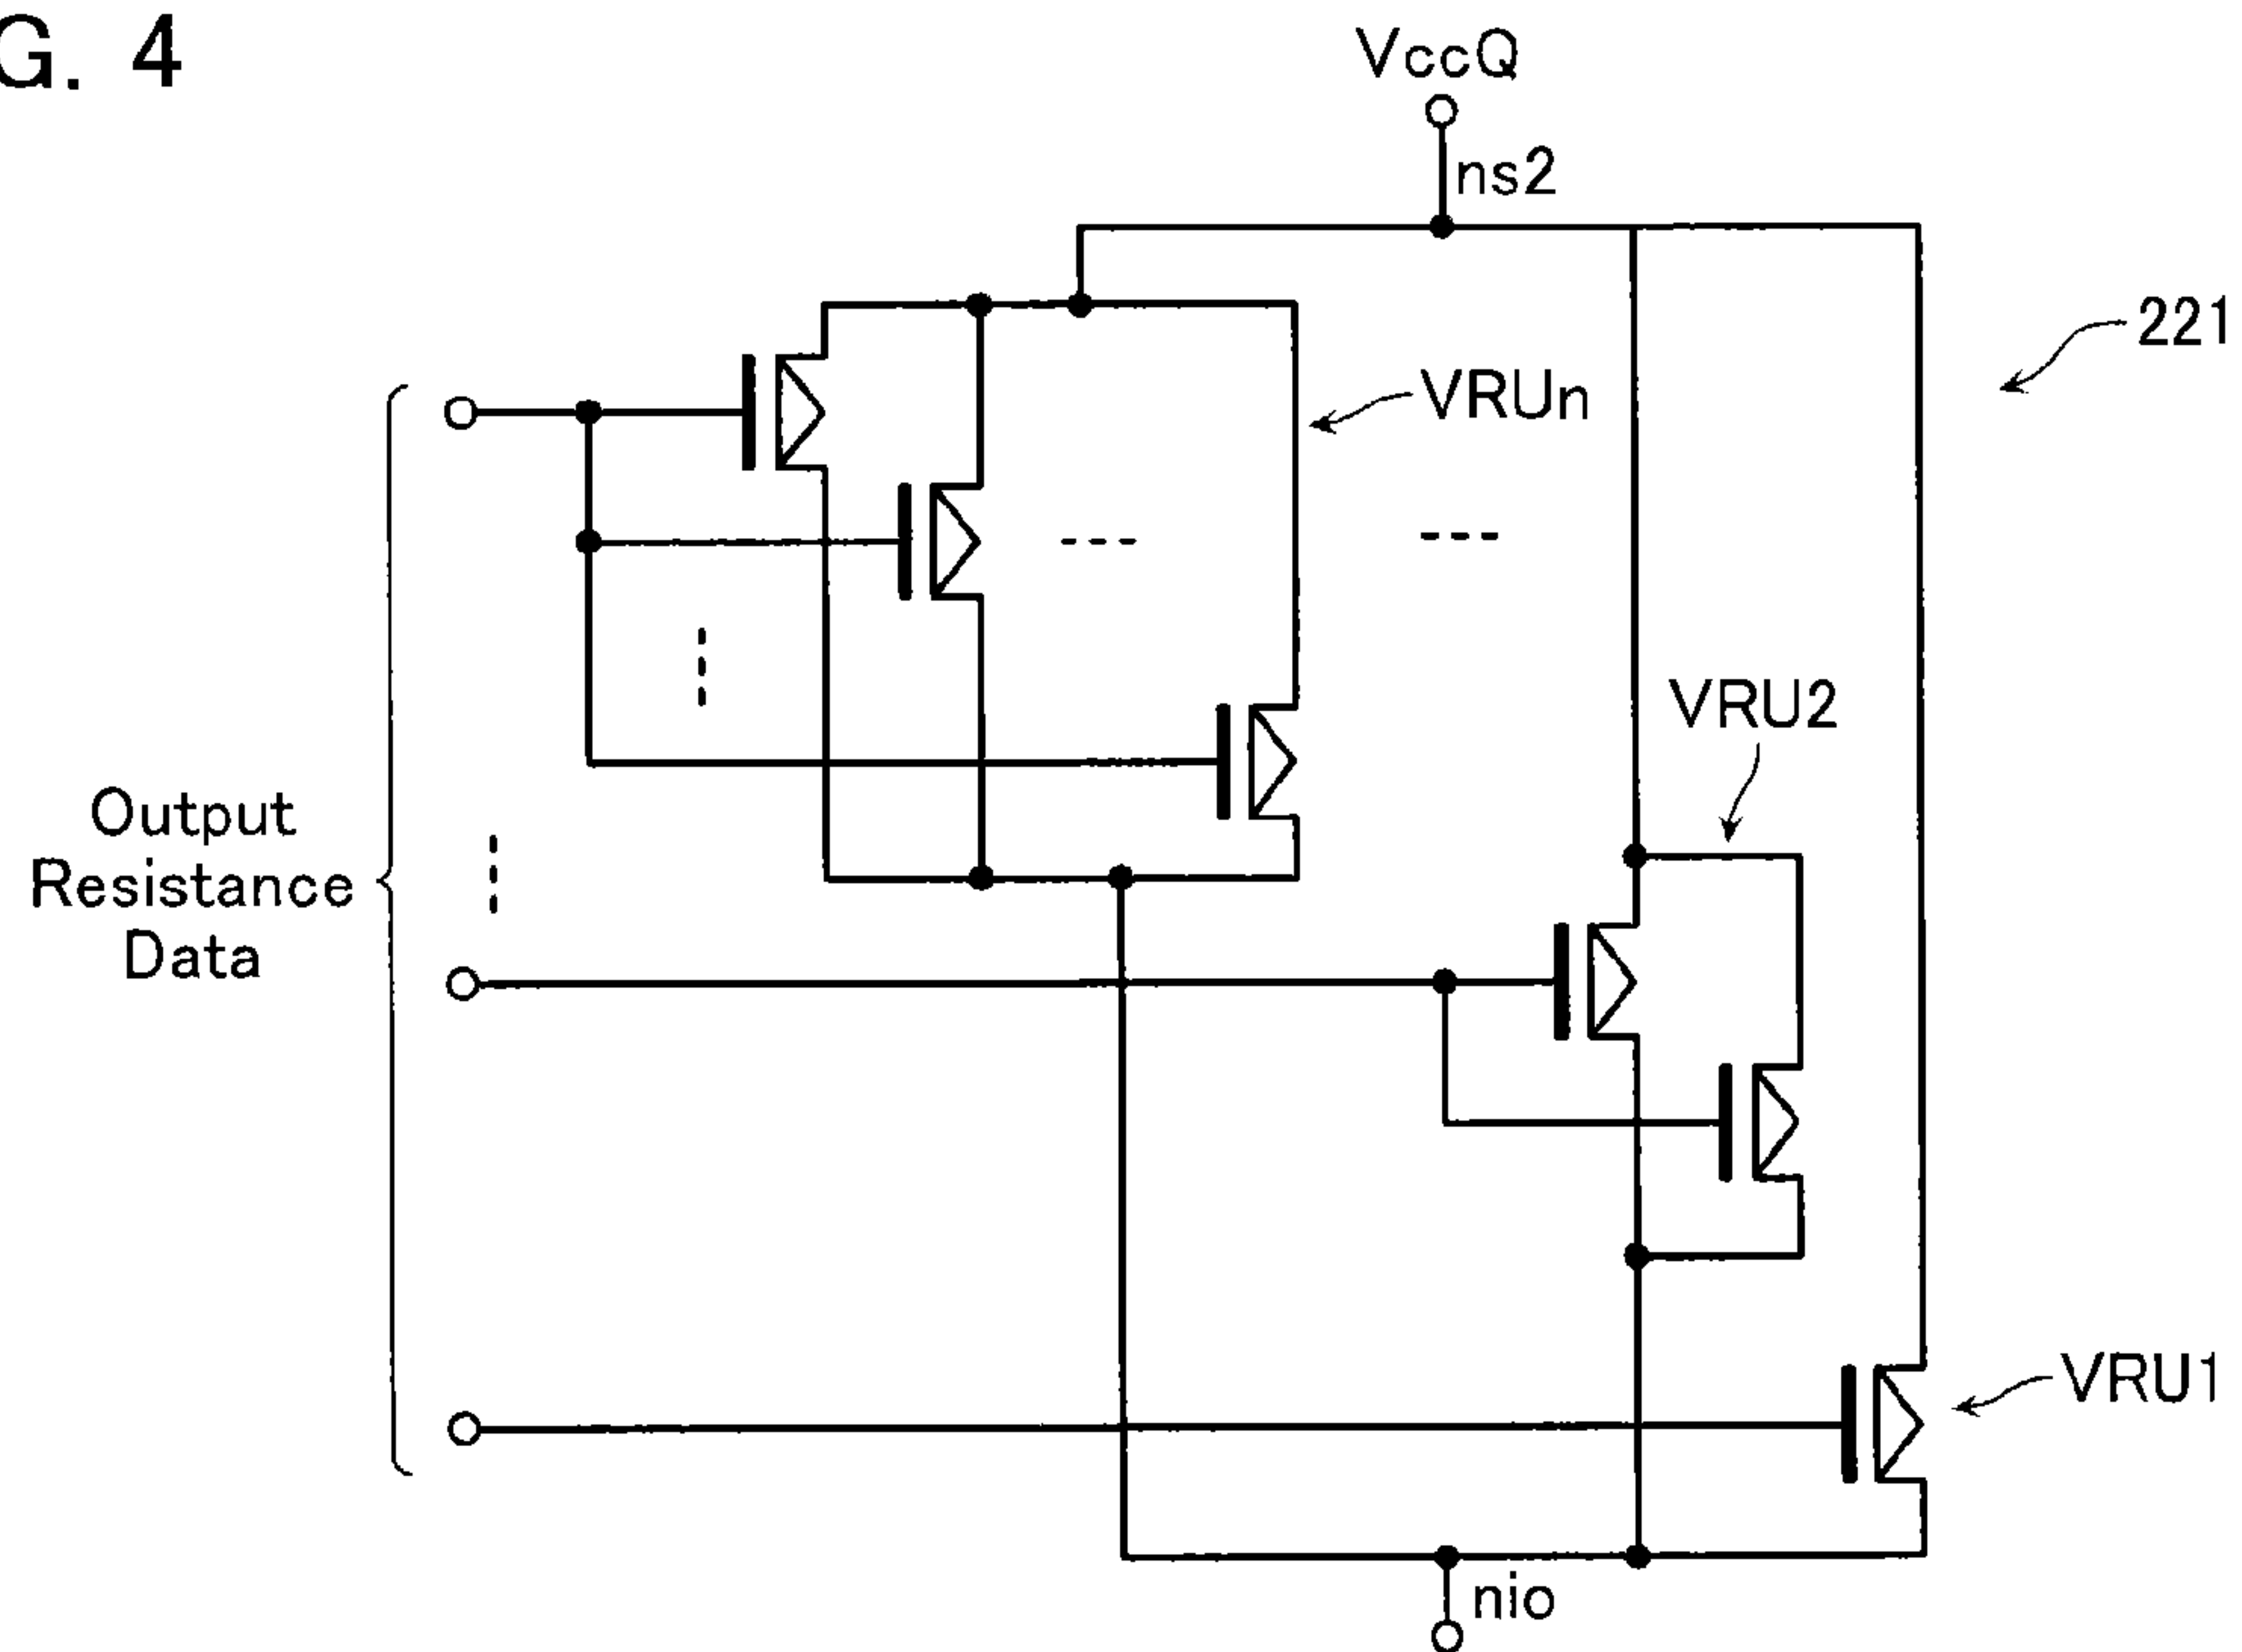 G. 4
VccQ
ns2
221
VRUn
VRU2
Output
Resistance
Data
VRU1
nio